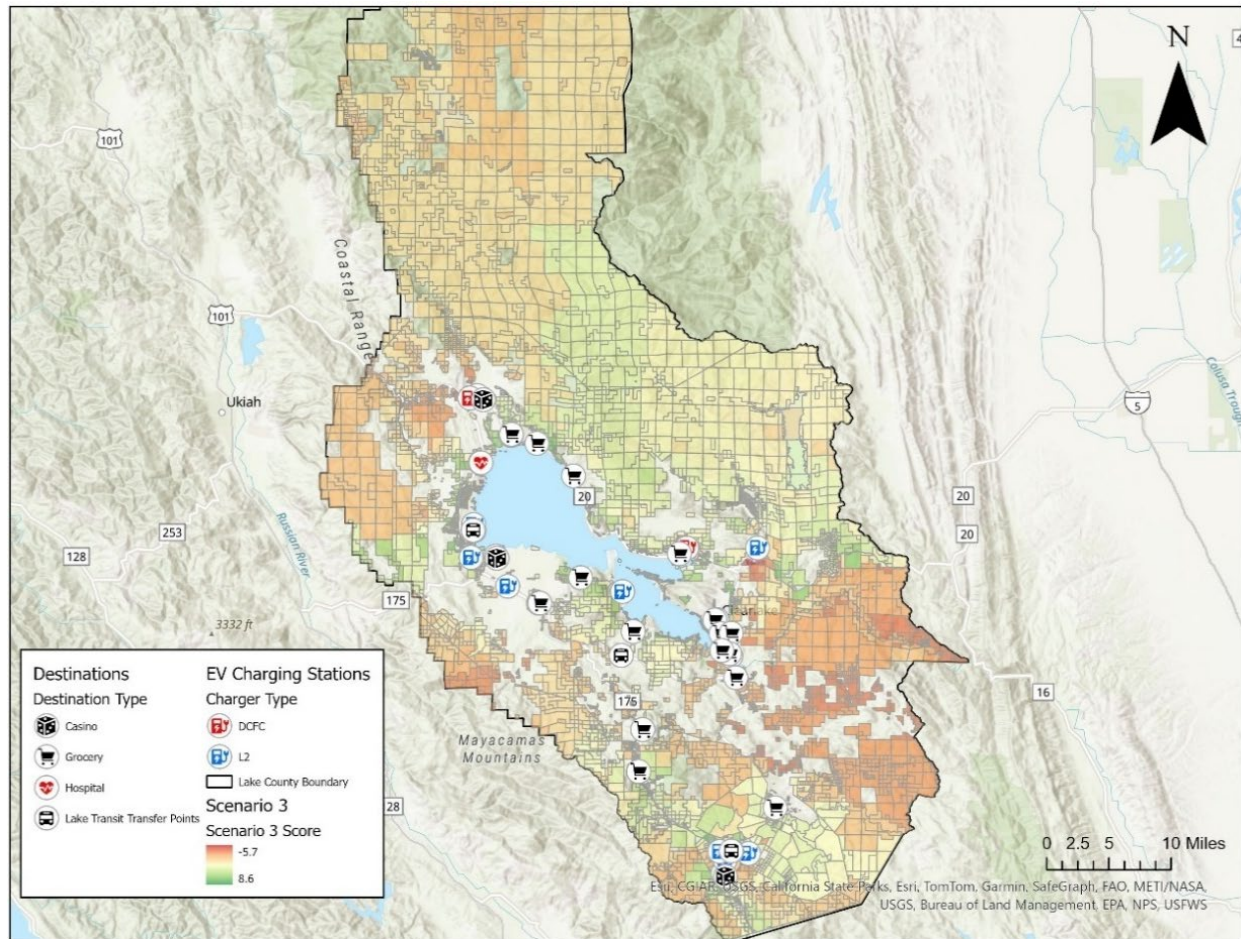 N
101
101
Coastal Range
Ukiah
Colusa Trough
5
20
20
20
253
128
Russian River
175
3332 ft
16
175
Mayacamas
Mountains
28
Destinations
Destination Type
Casino
Grocery
Hospital
Lake Transit Transfer Points
EV Charging Stations
Charger Type
DCFC
L2
Lake County Boundary
Scenario 3
Scenario 3 Score
-5.7
8.6
0 2.5 5 10 Miles
Esri, CGIAR, USGS, California State Parks, Esri, TomTom, Garmin, SafeGraph, FAO, METI/NASA,
USGS, Bureau of Land Management, EPA, NPS, USFWS